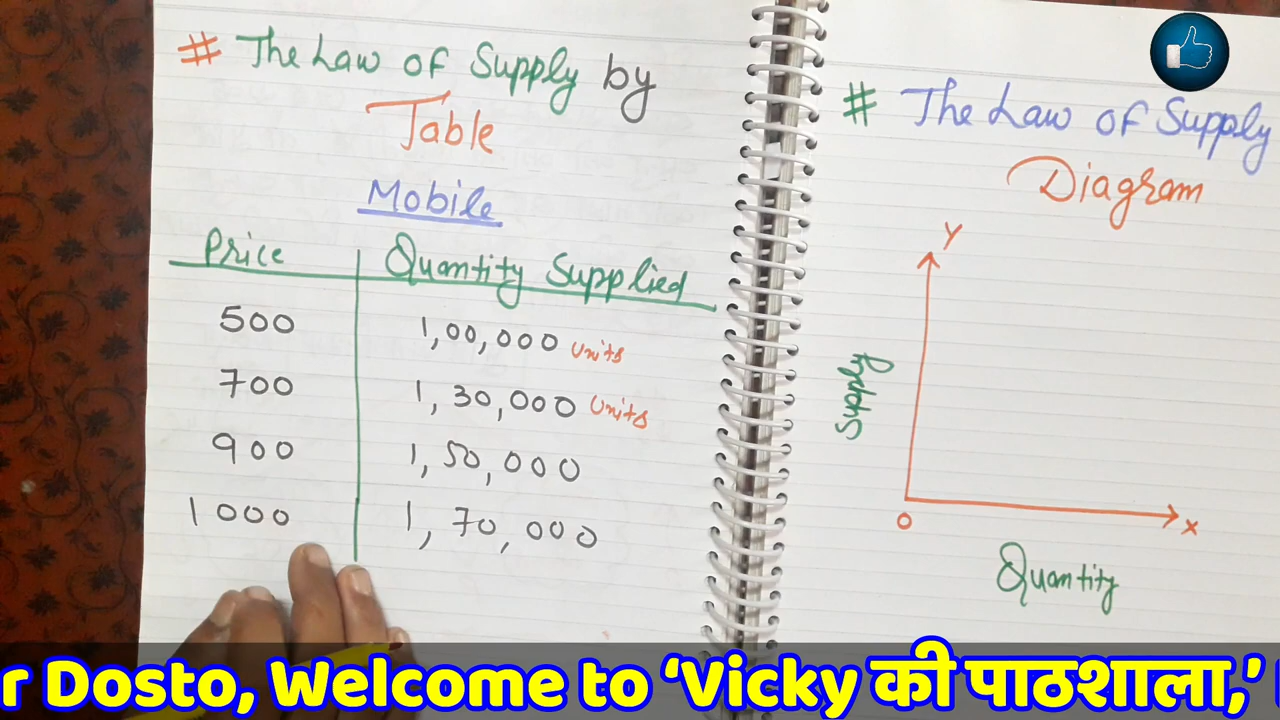 # The Law of Supply by
Table
Mobile
Price Quantity Supplied
500 1,00,000 Units
700 1,30,000 Units
900 1,50,000
1000 1,70,000
# The Law of Supply
Diagram
Y
Supply
0
X
Quantity
r Dosto, Welcome to ‘Vicky की पाठशाला,’